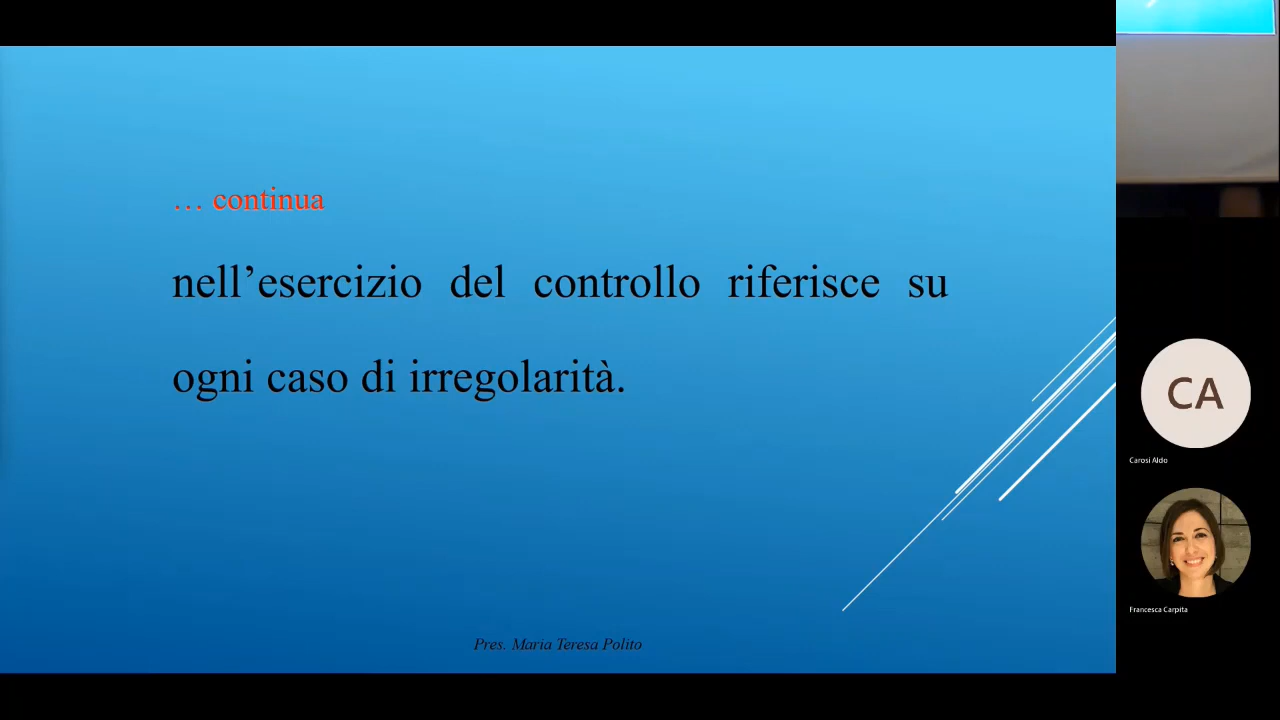 … continua
nell’esercizio del controllo riferisce su
ogni caso di irregolarità.
Pres. Maria Teresa Polito
CA
Carosi Aldo
Francesca Carpita